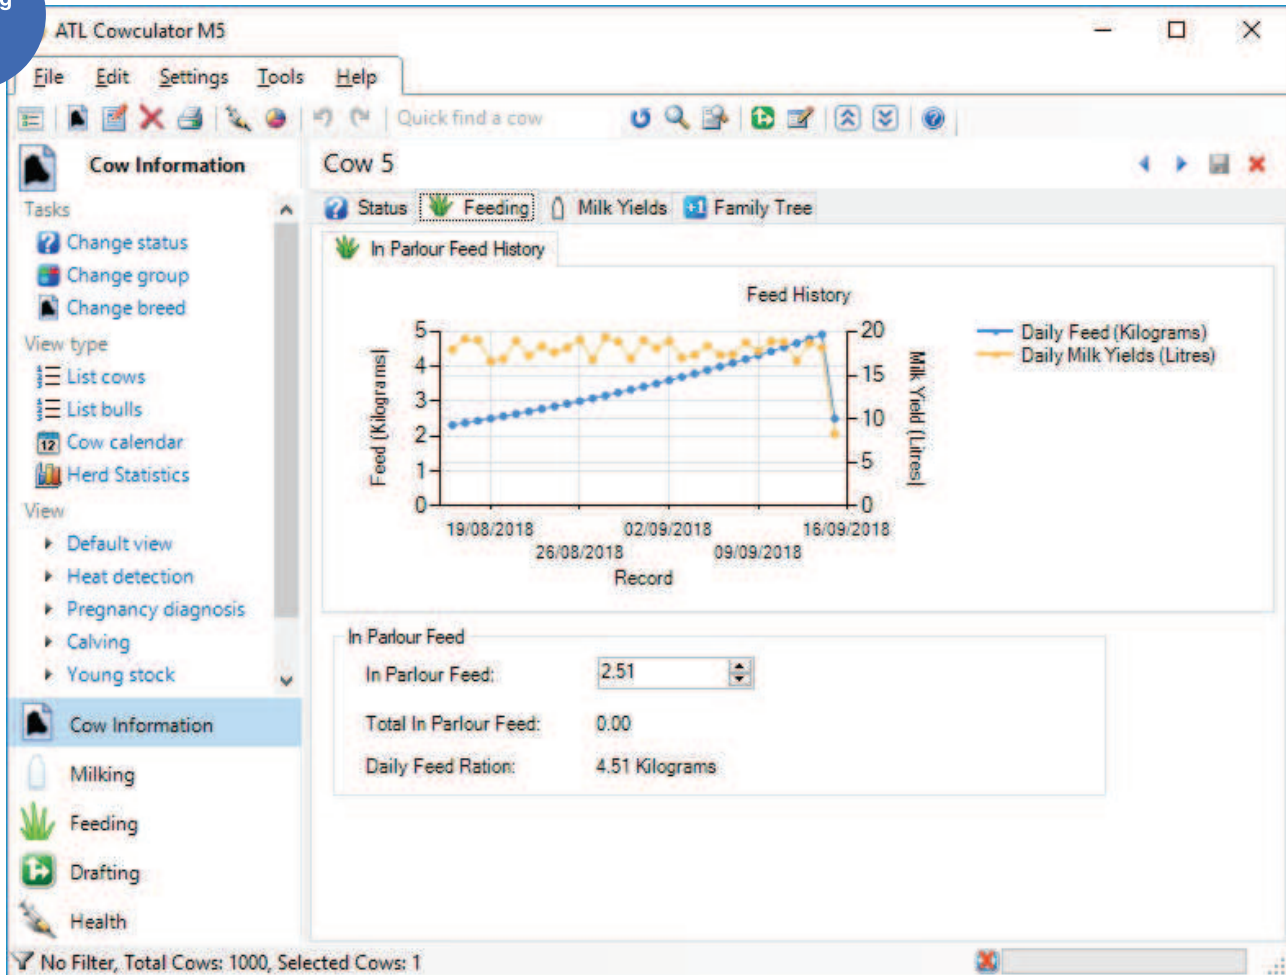 g
ATL Cowculator M5
File Edit Settings Tools Help
Quick find a cow
Cow Information
Cow 5
Tasks
Change status
Change group
Change breed
View type
List cows
List bulls
12 Cow calendar
Herd Statistics
View
Default view
Heat detection
Pregnancy diagnosis
Calving
Young stock
Cow Information
Milking
Feeding
Drafting
Health
Status Feeding Milk Yields +1 Family Tree
In Parlour Feed History
Feed History
Feed (Kilograms)
5
4
3
2
1
0
20
15
10
5
0
Milk Yield (Litres)
19/08/2018 02/09/2018 16/09/2018
26/08/2018 09/09/2018
Record
Daily Feed (Kilograms)
Daily Milk Yields (Litres)
In Parlour Feed
In Parlour Feed: 2.51
Total In Parlour Feed: 0.00
Daily Feed Ration: 4.51 Kilograms
No Filter, Total Cows: 1000, Selected Cows: 1